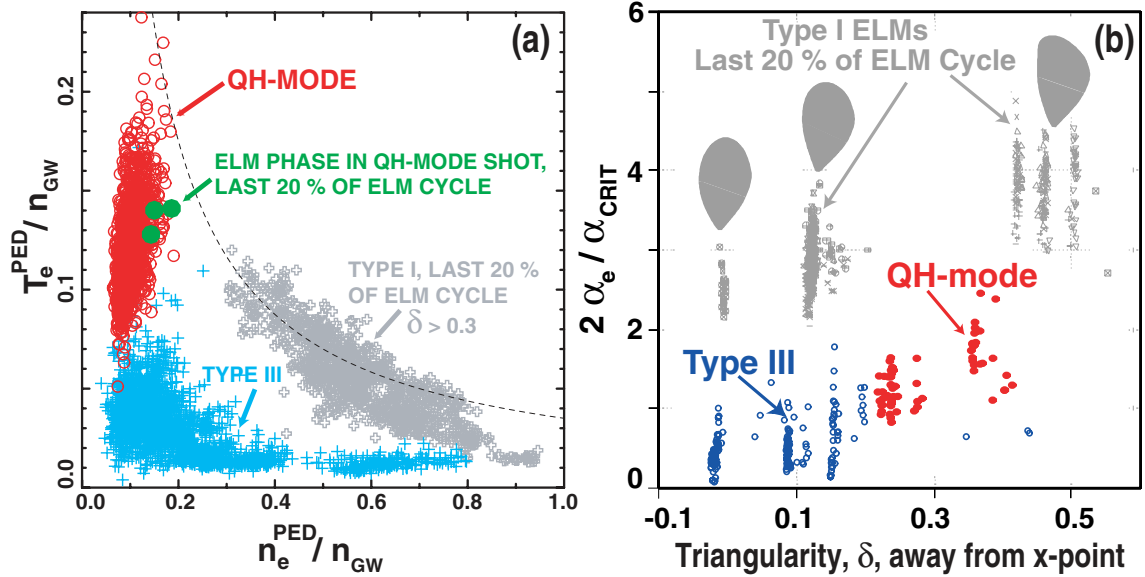 (a)
QH-MODE
ELM PHASE IN QH-MODE SHOT,
LAST 20 % OF ELM CYCLE
TYPE I, LAST 20 %
OF ELM CYCLE
δ > 0.3
TYPE III
T_e^PED / n_GW
0.2
0.1
0.0
0.0 0.2 0.4 0.6 0.8 1.0
n_e^PED / n_GW
(b)
Type I ELMs
Last 20 % of ELM Cycle
QH-mode
Type III
2 α_e / α_CRIT
6
4
2
0
-0.1 0.1 0.3 0.5
Triangularity, δ, away from x-point